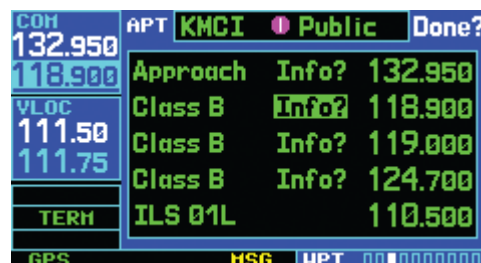 COM
132.950
118.900
VLOC
111.50
111.75
TERM
APT KMCI Public Done?
Approach Info? 132.950
Class B Info? 118.900
Class B Info? 119.000
Class B Info? 124.700
ILS 01L 110.500
GPS MSG WPT